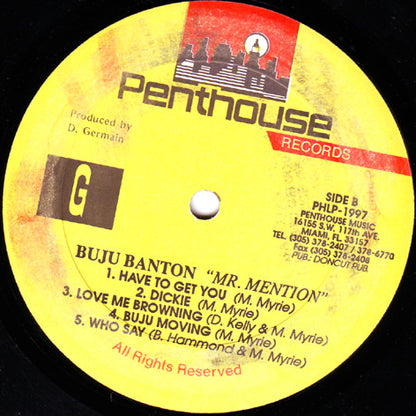 Penthouse
RECORDS
Produced by
D. Germain
G
SIDE B
PHLP-1997
PENTHOUSE MUSIC
16155 S.W. 117th AVE.
MIAMI, FL 33157
TEL. (305) 378-2407 / 378-6770
Fax (305) 378-2408
PUB.: DONCUT PUB.
BUJU BANTON "MR. MENTION"
1. HAVE TO GET YOU (M. Myrie)
2. DICKIE (M. Myrie)
3. LOVE ME BROWNING (D. Kelly & M. Myrie)
4. BUJU MOVING (M. Myrie)
5. WHO SAY (B. Hammond & M. Myrie)
All Rights Reserved